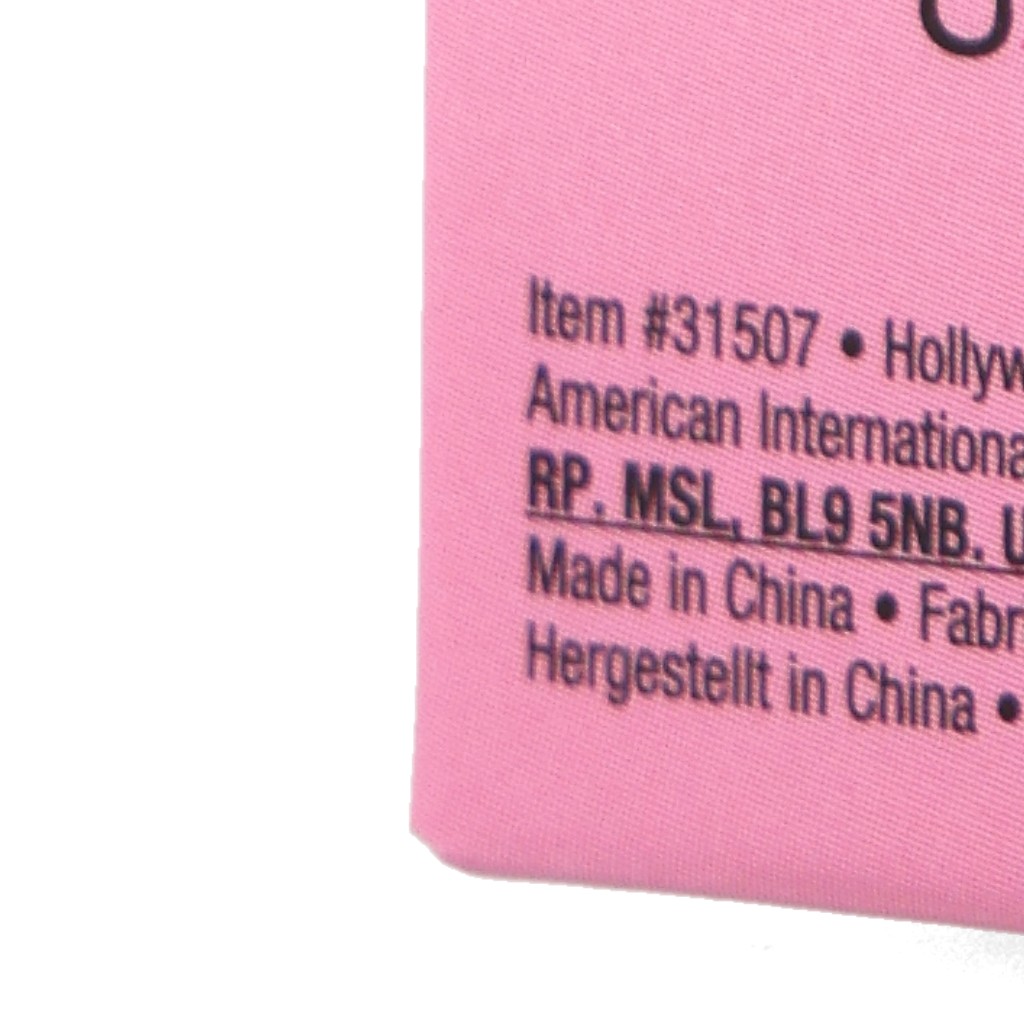 Item #31507 • Hollyw
American Internationa
RP. MSL, BL9 5NB. U
Made in China • Fabr
Hergestellt in China •